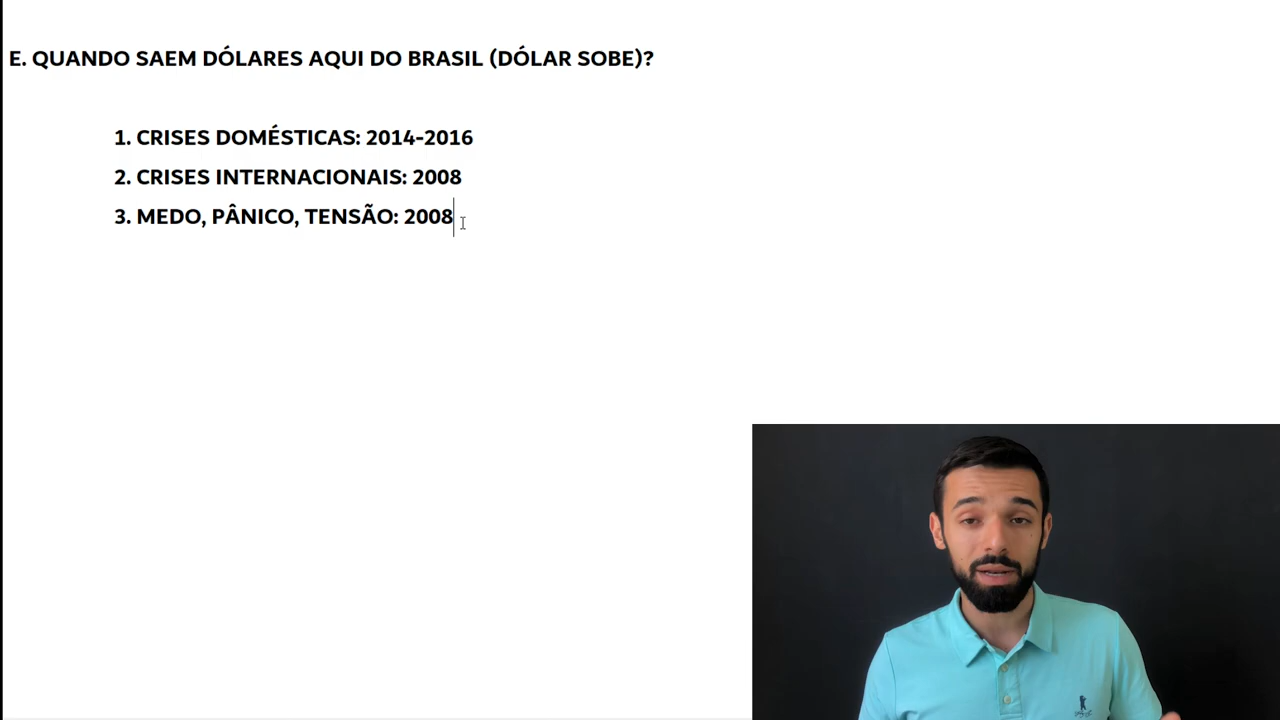 E. QUANDO SAEM DÓLARES AQUI DO BRASIL (DÓLAR SOBE)?
1. CRISES DOMÉSTICAS: 2014-2016
2. CRISES INTERNACIONAIS: 2008
3. MEDO, PÂNICO, TENSÃO: 2008